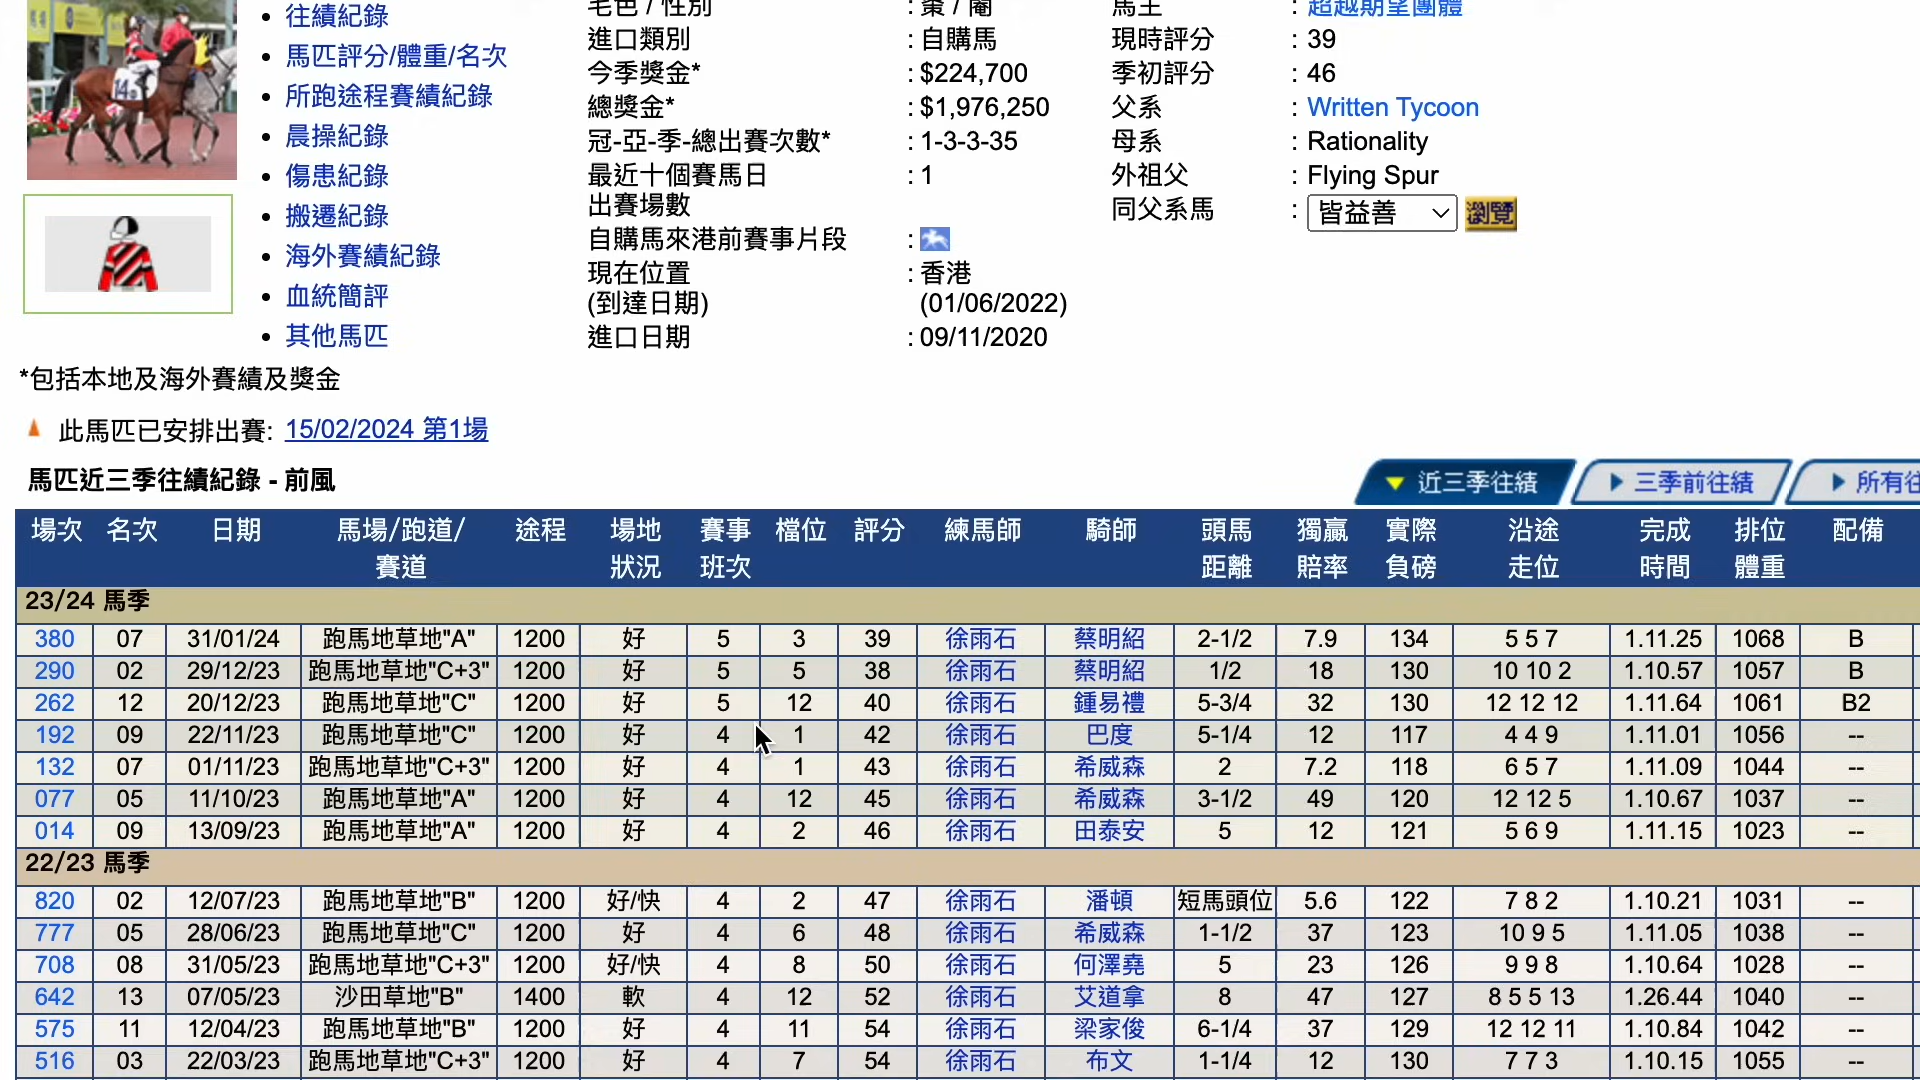 往績紀錄
馬匹評分/體重/名次
所跑途程賽績紀錄
晨操紀錄
傷患紀錄
搬遷紀錄
海外賽績紀錄
血統簡評
其他馬匹
毛色 / 性別 : 棗 / 閹
進口類別 : 自購馬
今季獎金* : $224,700
總獎金* : $1,976,250
冠-亞-季-總出賽次數* : 1-3-3-35
最近十個賽馬日 : 1
出賽場數
自購馬來港前賽事片段 :
現在位置 : 香港
(到達日期) (01/06/2022)
進口日期 : 09/11/2020
馬主 : 超越期望團體
現時評分 : 39
季初評分 : 46
父系 : Written Tycoon
母系 : Rationality
外祖父 : Flying Spur
同父系馬 : 皆益善 瀏覽
*包括本地及海外賽績及獎金
此馬匹已安排出賽: 15/02/2024 第1場
馬匹近三季往績紀錄 - 前風
近三季往績 三季前往績 所有往
場次 名次 日期 馬場/跑道/ 途程 場地 賽事 檔位 評分 練馬師 騎師 頭馬 獨贏 實際 沿途 完成 排位 配備
賽道 狀況 班次 距離 賠率 負磅 走位 時間 體重
23/24 馬季
380 07 31/01/24 跑馬地草地"A" 1200 好 5 3 39 徐雨石 蔡明紹 2-1/2 7.9 134 5 5 7 1.11.25 1068 B
290 02 29/12/23 跑馬地草地"C+3" 1200 好 5 5 38 徐雨石 蔡明紹 1/2 18 130 10 10 2 1.10.57 1057 B
262 12 20/12/23 跑馬地草地"C" 1200 好 5 12 40 徐雨石 鍾易禮 5-3/4 32 130 12 12 12 1.11.64 1061 B2
192 09 22/11/23 跑馬地草地"C" 1200 好 4 1 42 徐雨石 巴度 5-1/4 12 117 4 4 9 1.11.01 1056 --
132 07 01/11/23 跑馬地草地"C+3" 1200 好 4 1 43 徐雨石 希威森 2 7.2 118 6 5 7 1.11.09 1044 --
077 05 11/10/23 跑馬地草地"A" 1200 好 4 12 45 徐雨石 希威森 3-1/2 49 120 12 12 5 1.10.67 1037 --
014 09 13/09/23 跑馬地草地"A" 1200 好 4 2 46 徐雨石 田泰安 5 12 121 5 6 9 1.11.15 1023 --
22/23 馬季
820 02 12/07/23 跑馬地草地"B" 1200 好/快 4 2 47 徐雨石 潘頓 短馬頭位 5.6 122 7 8 2 1.10.21 1031 --
777 05 28/06/23 跑馬地草地"C" 1200 好 4 6 48 徐雨石 希威森 1-1/2 37 123 10 9 5 1.11.05 1038 --
708 08 31/05/23 跑馬地草地"C+3" 1200 好/快 4 8 50 徐雨石 何澤堯 5 23 126 9 9 8 1.10.64 1028 --
642 13 07/05/23 沙田草地"B" 1400 軟 4 12 52 徐雨石 艾道拿 8 47 127 8 5 5 13 1.26.44 1040 --
575 11 12/04/23 跑馬地草地"B" 1200 好 4 11 54 徐雨石 梁家俊 6-1/4 37 129 12 12 11 1.10.84 1042 --
516 03 22/03/23 跑馬地草地"C+3" 1200 好 4 7 54 徐雨石 布文 1-1/4 12 130 7 7 3 1.10.15 1055 --